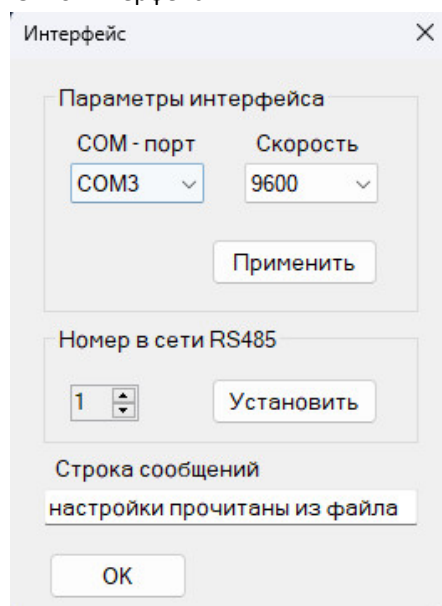 Интерфейс
Параметры интерфейса
COM - порт Скорость
COM3 9600
Применить
Номер в сети RS485
1 Установить
Строка сообщений
настройки прочитаны из файла
OK